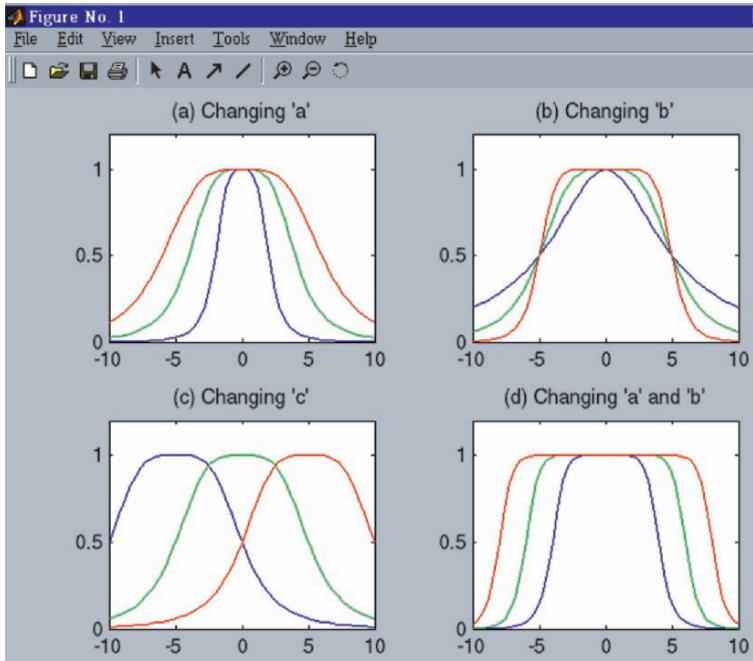 Figure No. 1
File Edit View Insert Tools Window Help
A
(a) Changing 'a'
1
0.5
0
-10 -5 0 5 10
(b) Changing 'b'
1
0.5
0
-10 -5 0 5 10
(c) Changing 'c'
1
0.5
0
-10 -5 0 5 10
(d) Changing 'a' and 'b'
1
0.5
0
-10 -5 0 5 10